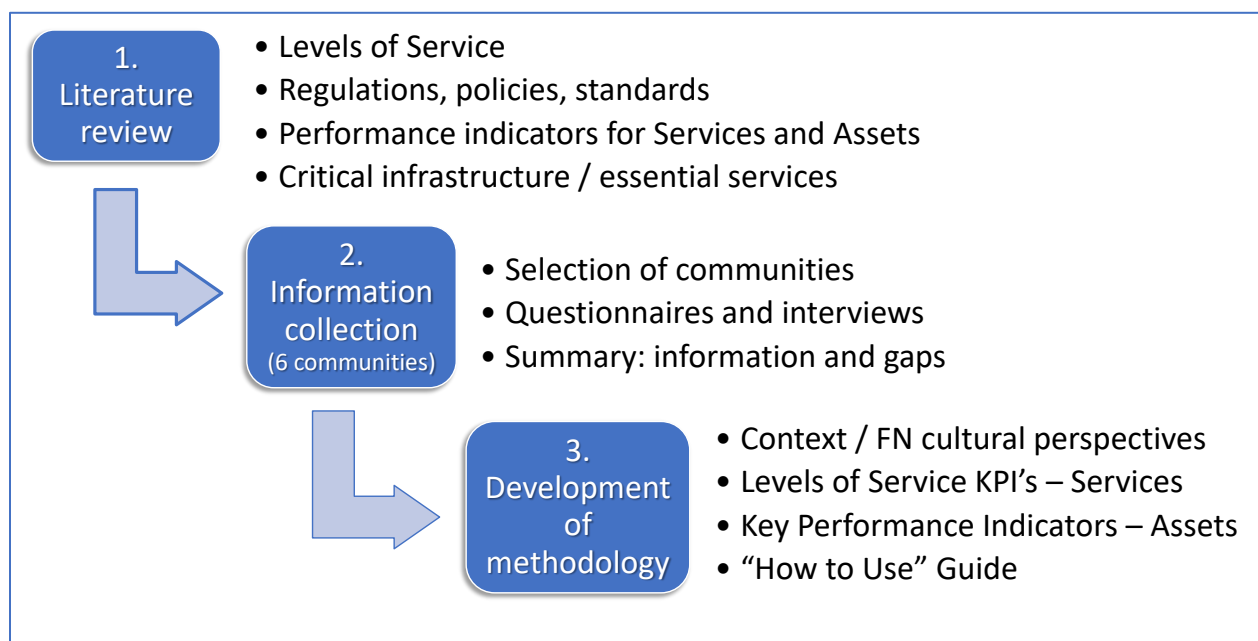 1.
Literature
review
• Levels of Service
• Regulations, policies, standards
• Performance indicators for Services and Assets
• Critical infrastructure / essential services
2.
Information
collection
(6 communities)
• Selection of communities
• Questionnaires and interviews
• Summary: information and gaps
3.
Development
of
methodology
• Context / FN cultural perspectives
• Levels of Service KPI's – Services
• Key Performance Indicators – Assets
• “How to Use” Guide